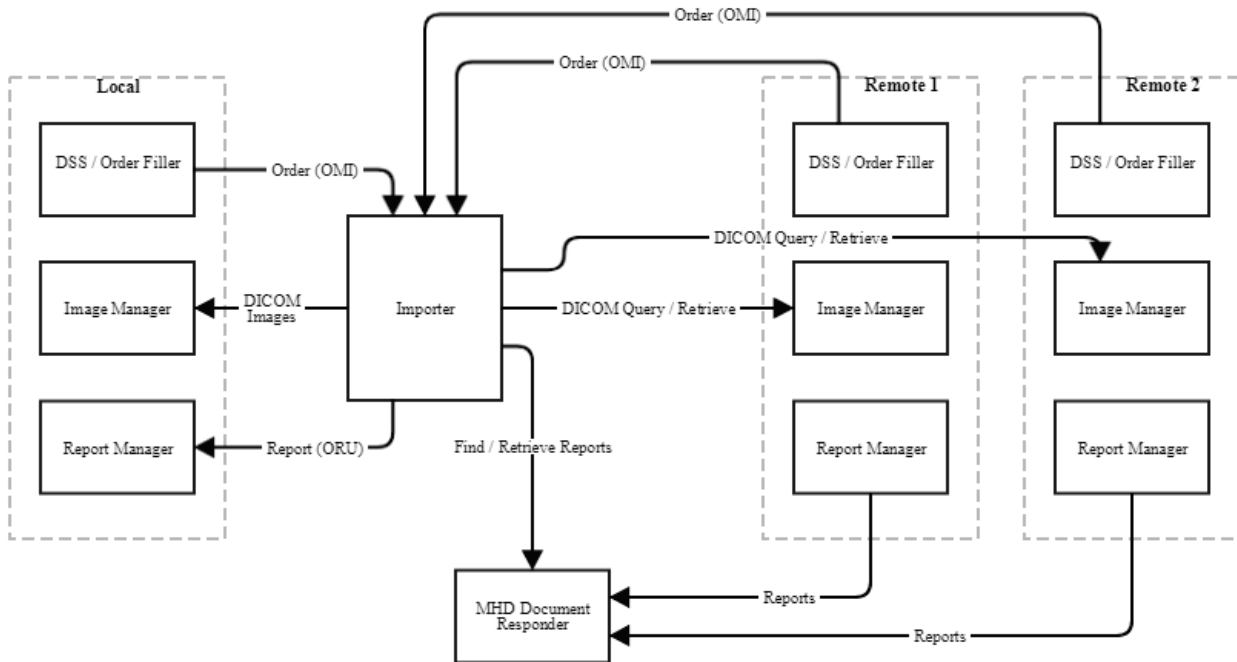 Order (OMI)
Order (OMI)
Local
Remote 1
Remote 2
DSS / Order Filler
Order (OMI)
DSS / Order Filler
DSS / Order Filler
DICOM Query / Retrieve
Image Manager
DICOM
Images
Importer
DICOM Query / Retrieve
Image Manager
Image Manager
Report Manager
Report (ORU)
Find / Retrieve Reports
Report Manager
Report Manager
MHD Document
Responder
Reports
Reports